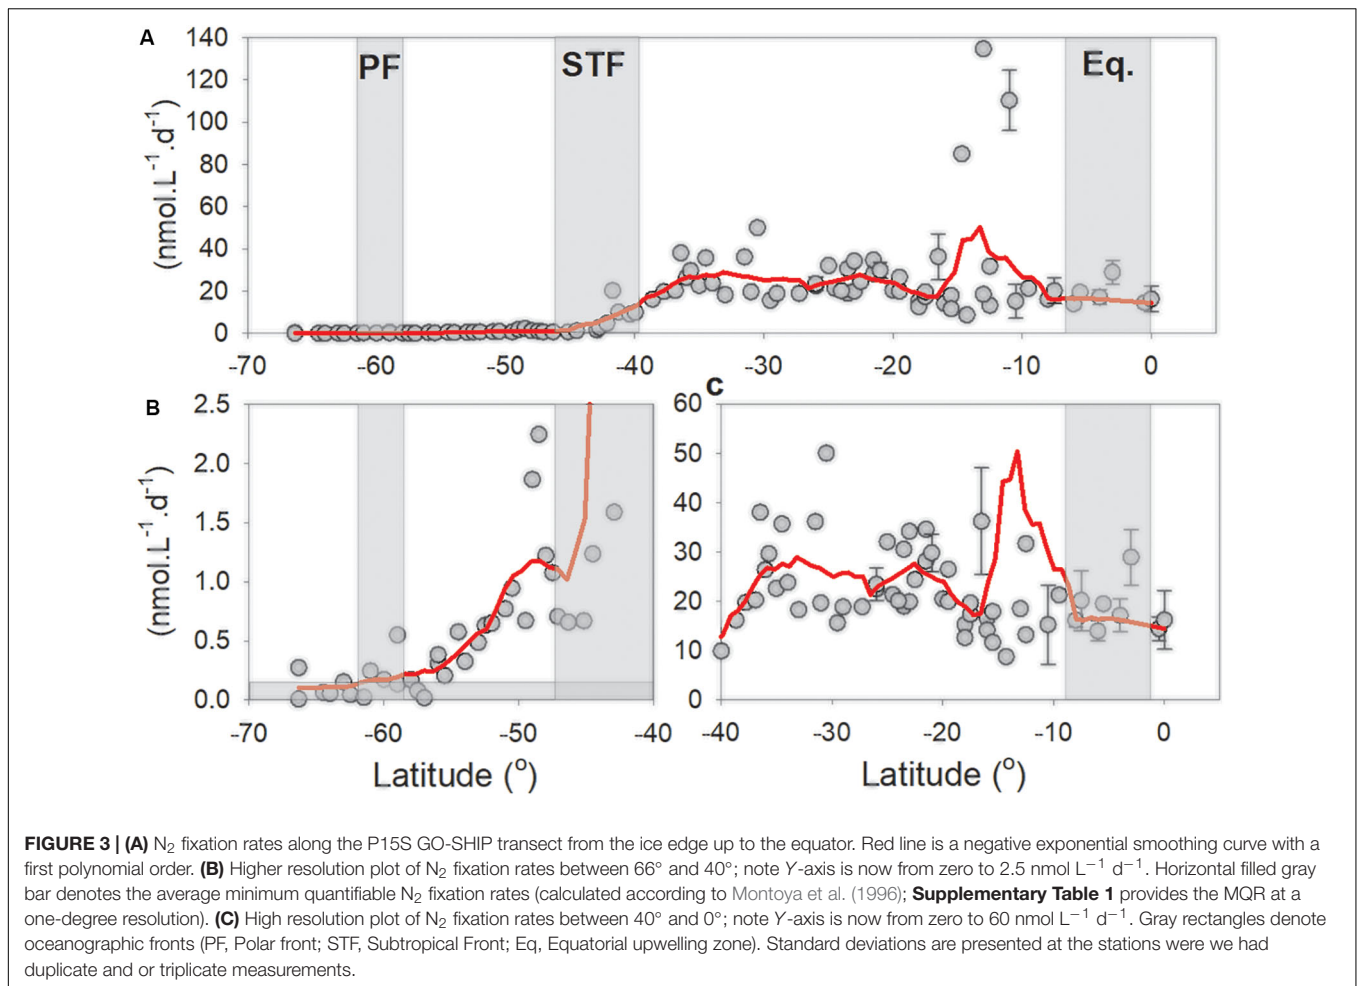 A
140
120
100
80
60
40
20
0
(nmol.L⁻¹.d⁻¹)
PF
STF
Eq.
-70 -60 -50 -40 -30 -20 -10 0
B
2.5
2.0
1.5
1.0
0.5
0.0
(nmol.L⁻¹.d⁻¹)
-70 -60 -50 -40
Latitude (°)
C
60
50
40
30
20
10
0
-40 -30 -20 -10 0
Latitude (°)
FIGURE 3 | (A) N₂ fixation rates along the P15S GO-SHIP transect from the ice edge up to the equator. Red line is a negative exponential smoothing curve with a
first polynomial order. (B) Higher resolution plot of N₂ fixation rates between 66° and 40°; note Y-axis is now from zero to 2.5 nmol L⁻¹ d⁻¹. Horizontal filled gray
bar denotes the average minimum quantifiable N₂ fixation rates (calculated according to Montoya et al. (1996); Supplementary Table 1 provides the MQR at a
one-degree resolution). (C) High resolution plot of N₂ fixation rates between 40° and 0°; note Y-axis is now from zero to 60 nmol L⁻¹ d⁻¹. Gray rectangles denote
oceanographic fronts (PF, Polar front; STF, Subtropical Front; Eq, Equatorial upwelling zone). Standard deviations are presented at the stations were we had
duplicate and or triplicate measurements.